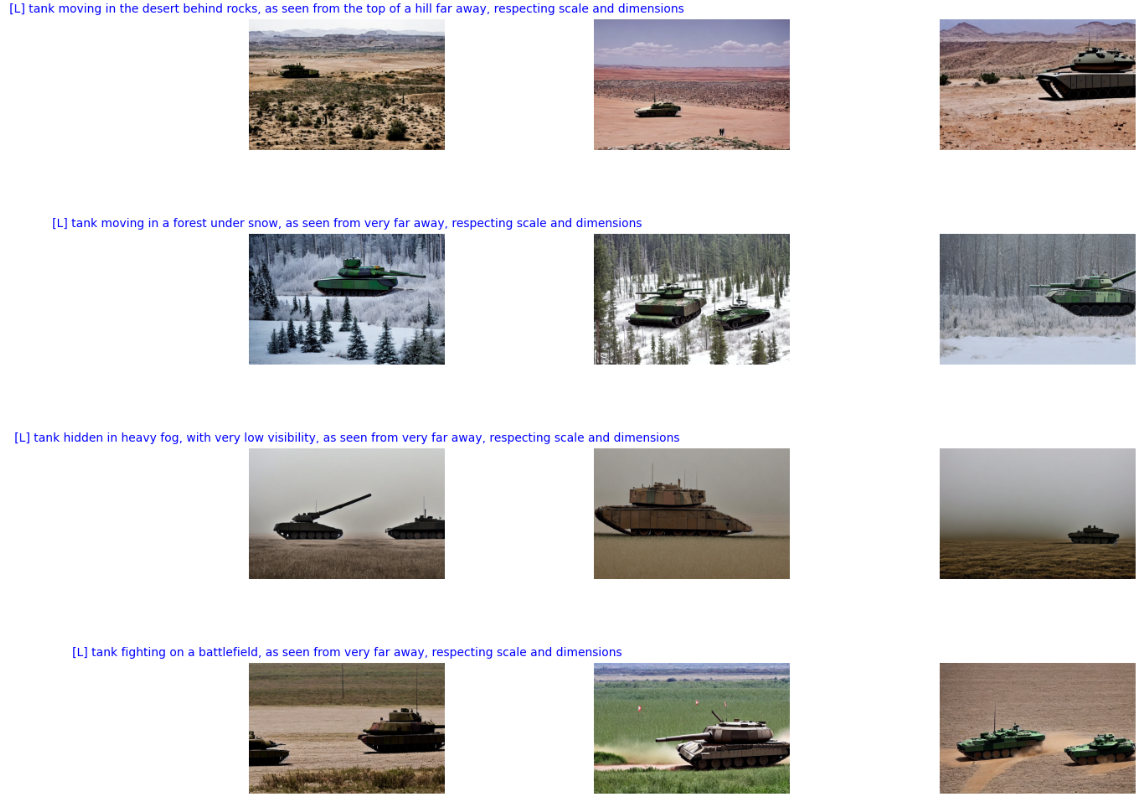 [L] tank moving in the desert behind rocks, as seen from the top of a hill far away, respecting scale and dimensions
[L] tank moving in a forest under snow, as seen from very far away, respecting scale and dimensions
[L] tank hidden in heavy fog, with very low visibility, as seen from very far away, respecting scale and dimensions
[L] tank fighting on a battlefield, as seen from very far away, respecting scale and dimensions